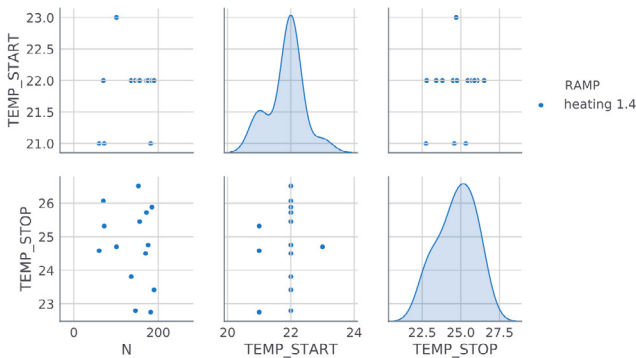 TEMP_START
23.0
22.5
22.0
21.5
21.0
RAMP
heating 1.4
TEMP_STOP
26
25
24
23
0 200
N
20 22 24
TEMP_START
22.5 25.0 27.5
TEMP_STOP